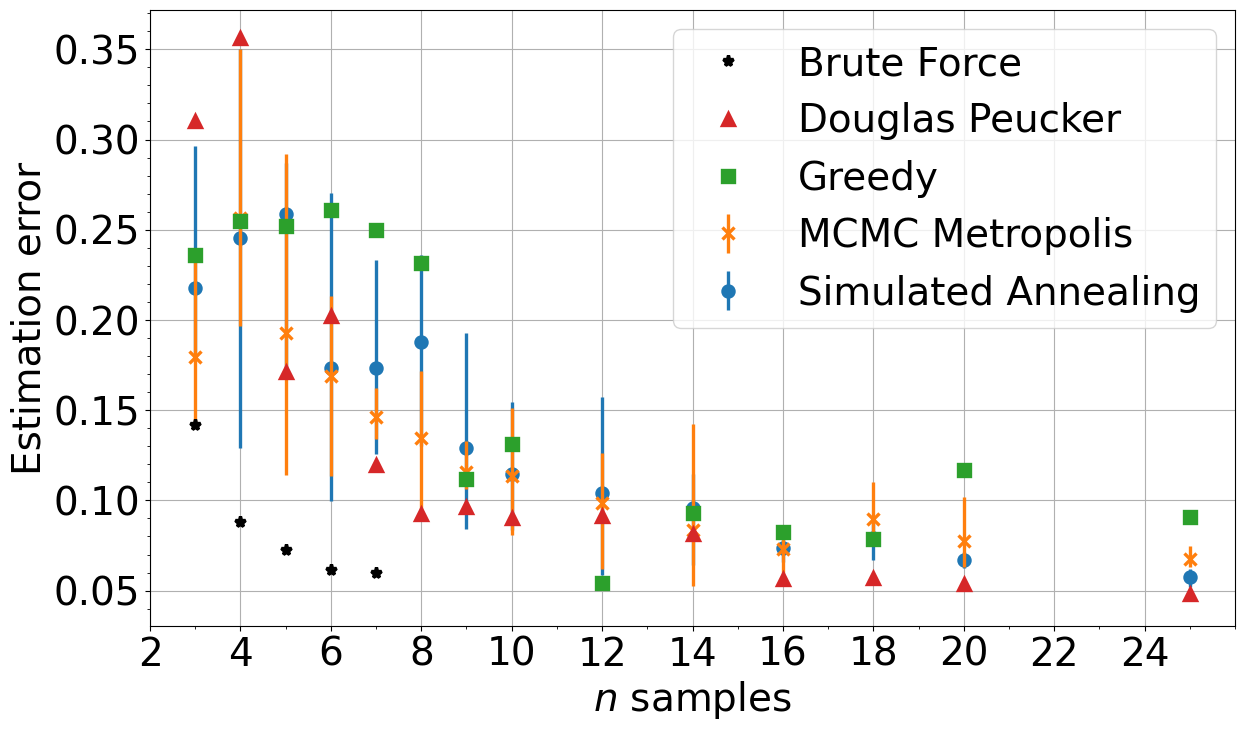 Estimation error
0.35
0.30
0.25
0.20
0.15
0.10
0.05
Brute Force
Douglas Peucker
Greedy
MCMC Metropolis
Simulated Annealing
2 4 6 8 10 12 14 16 18 20 22 24
n samples